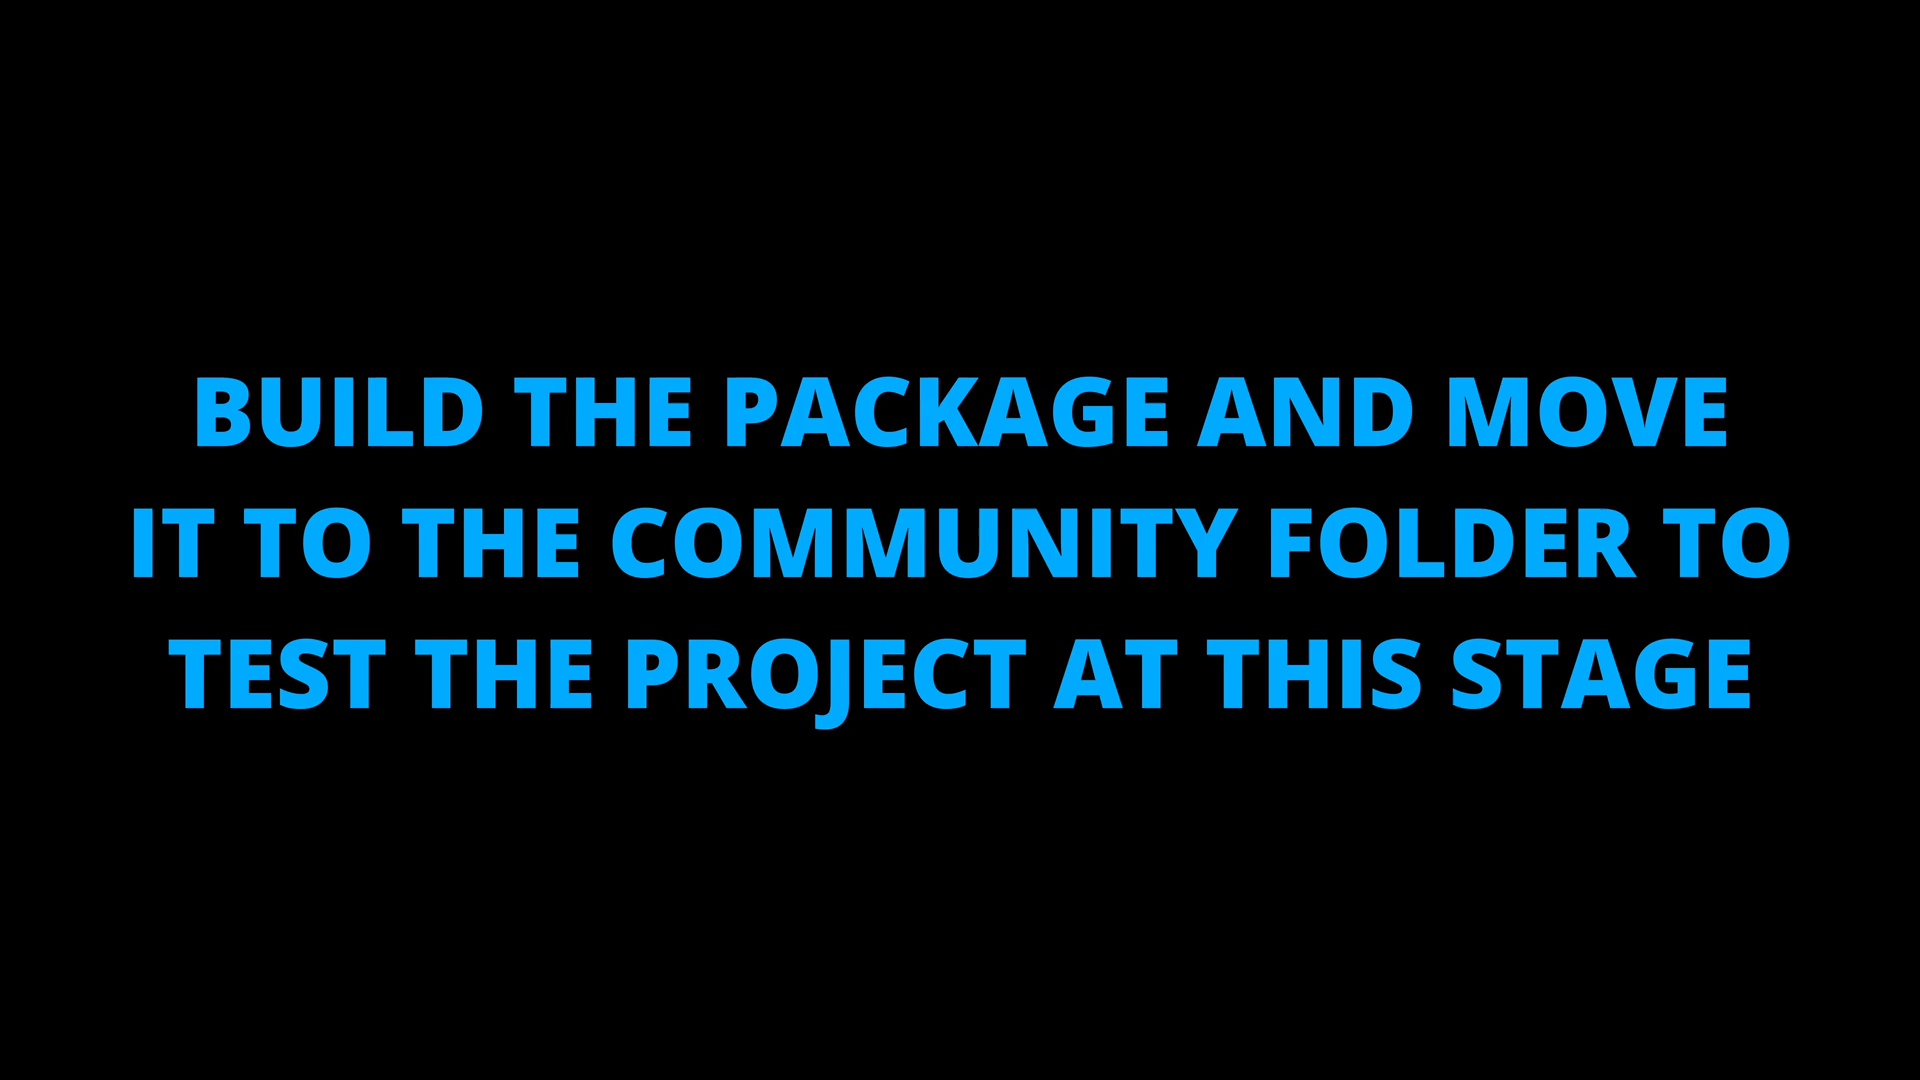 BUILD THE PACKAGE AND MOVE
IT TO THE COMMUNITY FOLDER TO
TEST THE PROJECT AT THIS STAGE